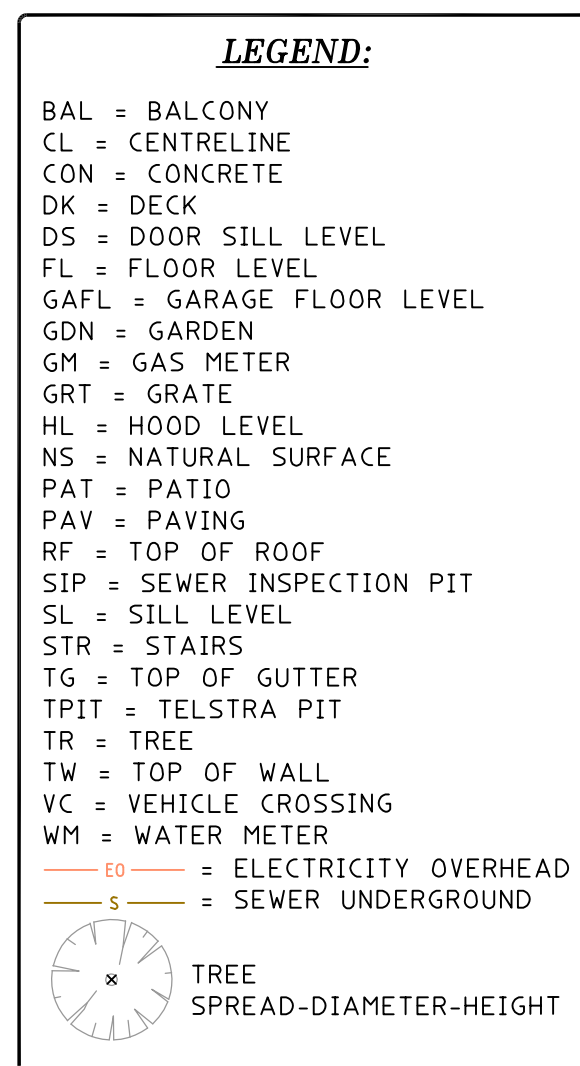 LEGEND:
BAL = BALCONY
CL = CENTRELINE
CON = CONCRETE
DK = DECK
DS = DOOR SILL LEVEL
FL = FLOOR LEVEL
GAFL = GARAGE FLOOR LEVEL
GDN = GARDEN
GM = GAS METER
GRT = GRATE
HL = HOOD LEVEL
NS = NATURAL SURFACE
PAT = PATIO
PAV = PAVING
RF = TOP OF ROOF
SIP = SEWER INSPECTION PIT
SL = SILL LEVEL
STR = STAIRS
TG = TOP OF GUTTER
TPIT = TELSTRA PIT
TR = TREE
TW = TOP OF WALL
VC = VEHICLE CROSSING
WM = WATER METER
EO = ELECTRICITY OVERHEAD
S = SEWER UNDERGROUND
TREE
SPREAD-DIAMETER-HEIGHT